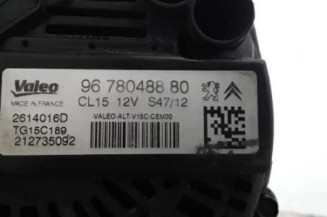 Valeo
MADE IN FRANCE
96 780488 80
CL15 12V S47/12
VALEO-ALT-V15C-CEM00
2614016D
TG15C189
212735092